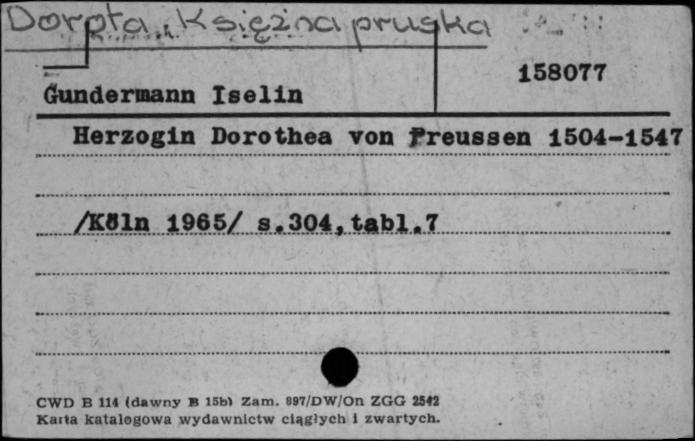 Dorota, Księżna pruska
158077
Gundermann Iselin
Herzogin Dorothea von Preussen 1504-1547
/Köln 1965/ s.304,tabl.7
CWD B 114 (dawny B 15b) Zam. 897/DW/On ZGG 2542
Karta katalogowa wydawnictw ciągłych i zwartych.